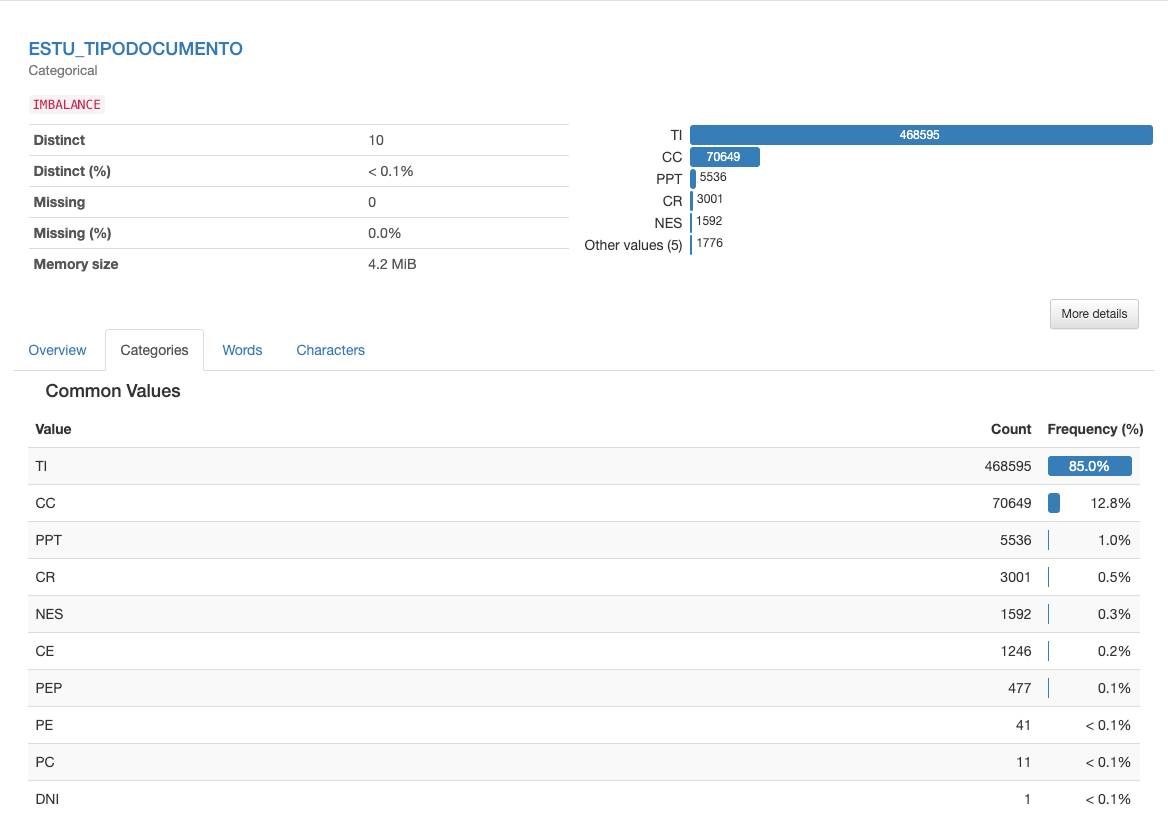 ESTU_TIPODOCUMENTO
Categorical
IMBALANCE
Distinct 10
Distinct (%) < 0.1%
Missing 0
Missing (%) 0.0%
Memory size 4.2 MiB
TI 468595
CC 70649
PPT 5536
CR 3001
NES 1592
Other values (5) 1776
More details
Overview Categories Words Characters
Common Values
Value Count Frequency (%)
TI 468595 85.0%
CC 70649 12.8%
PPT 5536 1.0%
CR 3001 0.5%
NES 1592 0.3%
CE 1246 0.2%
PEP 477 0.1%
PE 41 < 0.1%
PC 11 < 0.1%
DNI 1 < 0.1%